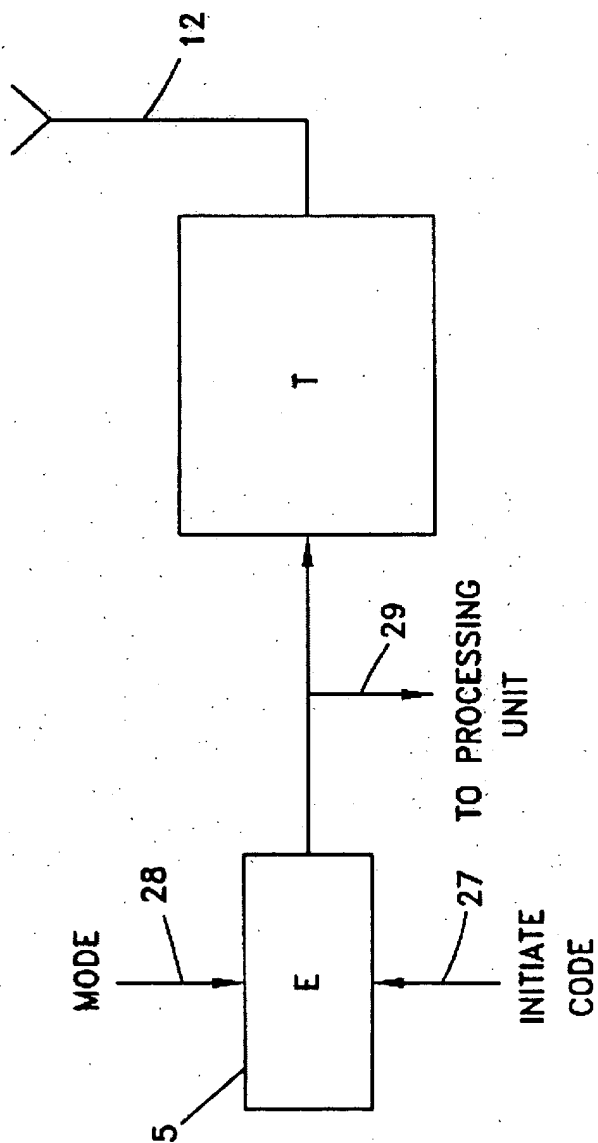 12
T
29
TO PROCESSING
UNIT
MODE
28
E
5
27
INITIATE
CODE